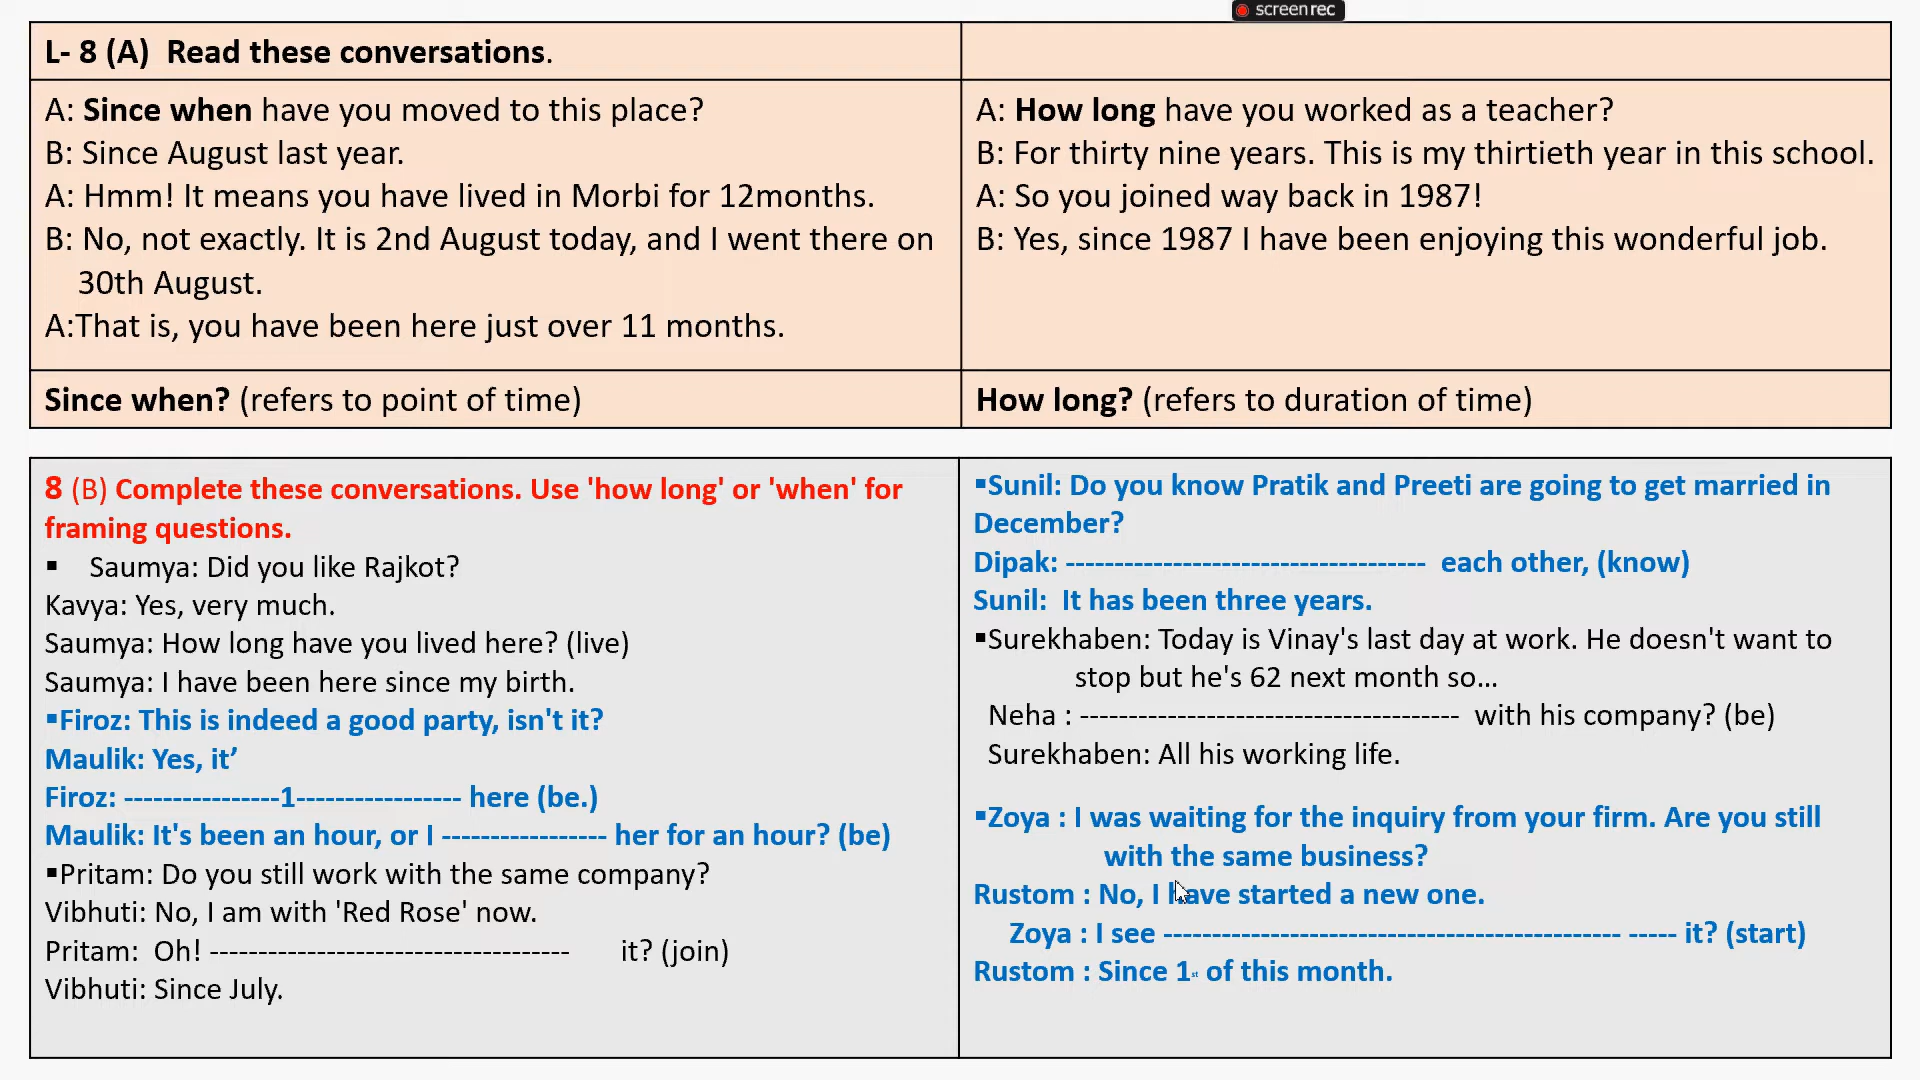 screenrec
L- 8 (A) Read these conversations.
A: Since when have you moved to this place?
B: Since August last year.
A: Hmm! It means you have lived in Morbi for 12months.
B: No, not exactly. It is 2nd August today, and I went there on
30th August.
A:That is, you have been here just over 11 months.
A: How long have you worked as a teacher?
B: For thirty nine years. This is my thirtieth year in this school.
A: So you joined way back in 1987!
B: Yes, since 1987 I have been enjoying this wonderful job.
Since when? (refers to point of time)
How long? (refers to duration of time)
8 (B) Complete these conversations. Use 'how long' or 'when' for
framing questions.
▪ Saumya: Did you like Rajkot?
Kavya: Yes, very much.
Saumya: How long have you lived here? (live)
Saumya: I have been here since my birth.
▪Firoz: This is indeed a good party, isn't it?
Maulik: Yes, it’
Firoz: ----------------1----------------- here (be.)
Maulik: It's been an hour, or I ----------------- her for an hour? (be)
▪Pritam: Do you still work with the same company?
Vibhuti: No, I am with 'Red Rose' now.
Pritam: Oh! ------------------------------------- it? (join)
Vibhuti: Since July.
▪Sunil: Do you know Pratik and Preeti are going to get married in
December?
Dipak: ------------------------------------- each other, (know)
Sunil: It has been three years.
▪Surekhaben: Today is Vinay's last day at work. He doesn't want to
stop but he's 62 next month so...
Neha : --------------------------------------- with his company? (be)
Surekhaben: All his working life.
▪Zoya : I was waiting for the inquiry from your firm. Are you still
with the same business?
Rustom : No, I have started a new one.
Zoya : I see ----------------------------------------------- ----- it? (start)
Rustom : Since 1st of this month.